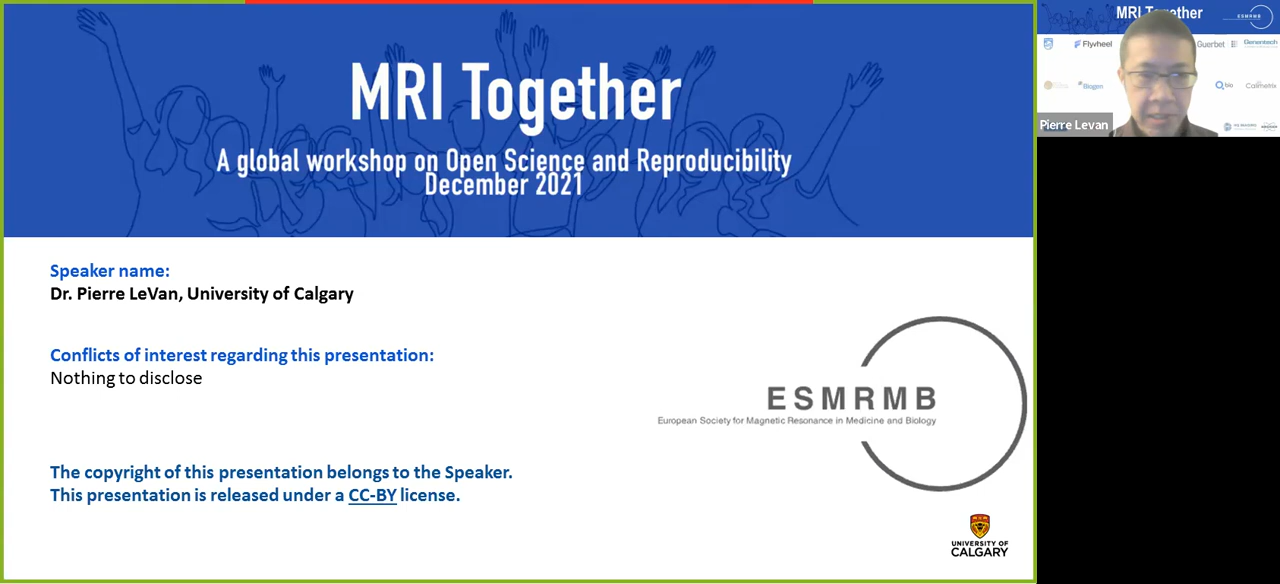 MRI Together
A global workshop on Open Science and Reproducibility
December 2021
Speaker name:
Dr. Pierre LeVan, University of Calgary
Conflicts of interest regarding this presentation:
Nothing to disclose
ESMRMB
European Society for Magnetic Resonance in Medicine and Biology
The copyright of this presentation belongs to the Speaker.
This presentation is released under a CC-BY license.
UNIVERSITY OF
CALGARY
ESMRMB
Flywheel
Guerbet
Genentech
Biogen
bio
Pierre Levan